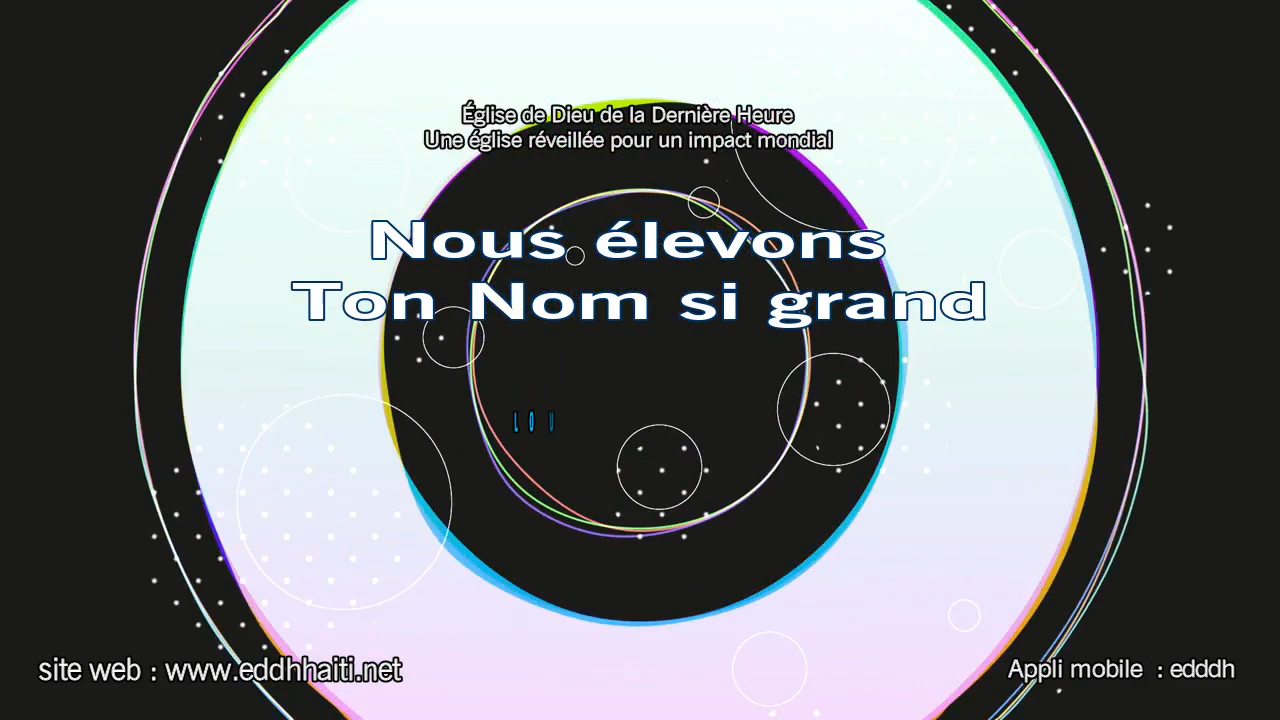 Église de Dieu de la Dernière Heure
Une église réveillée pour un impact mondial
Nous élevons
Ton Nom si grand
site web : www.eddhhaiti.net
Appli mobile : edddh